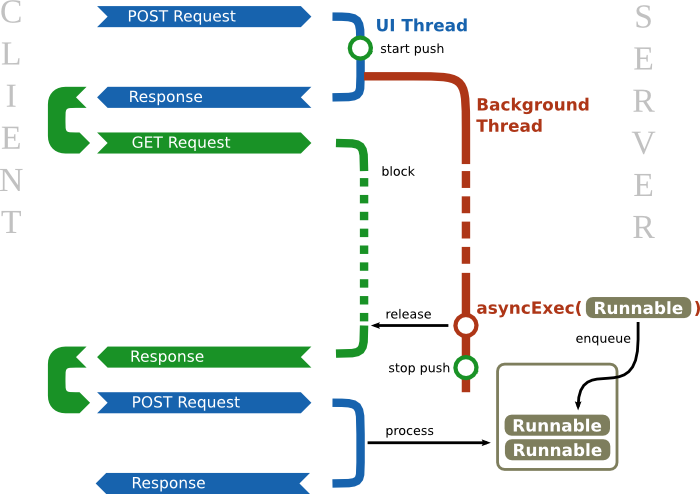 CLIENT
SERVER
POST Request
UI Thread
start push
Response
Background
Thread
GET Request
block
release
asyncExec( Runnable )
enqueue
Response
stop push
POST Request
Runnable
process
Runnable
Response